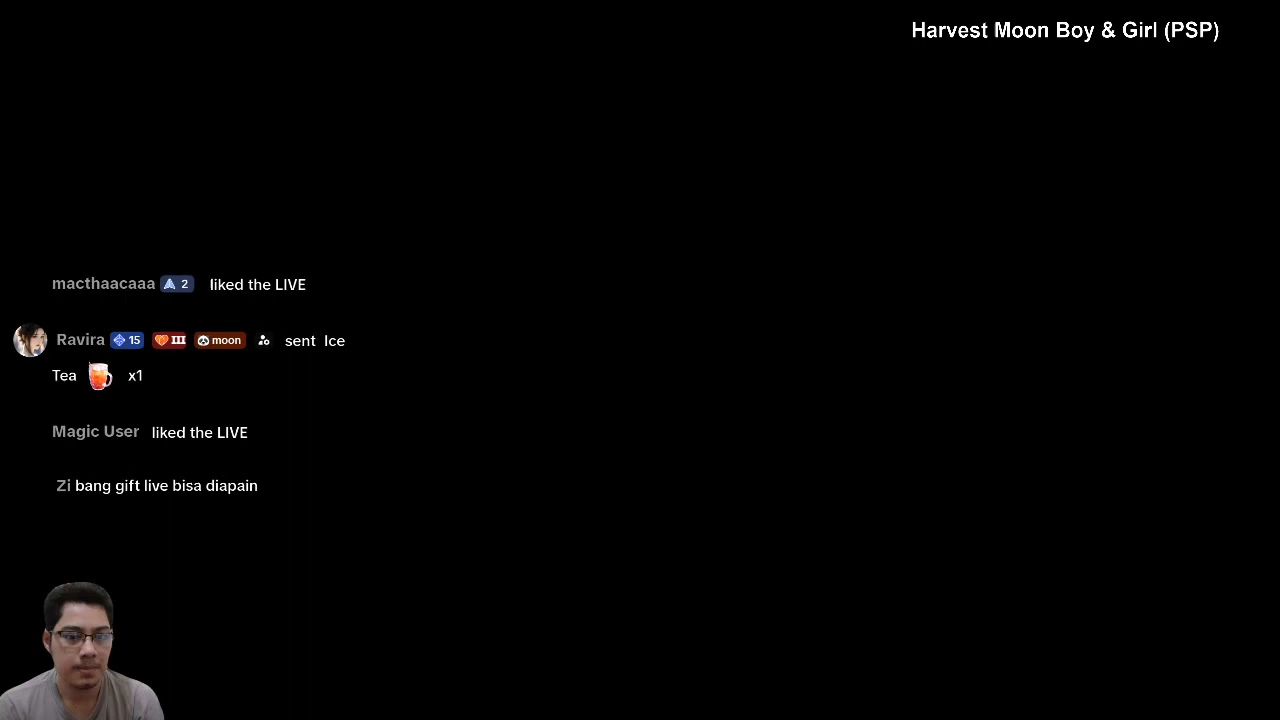 Harvest Moon Boy & Girl (PSP)
macthaacaaa 2 liked the LIVE
Ravira 15 III moon sent Ice
Tea x1
Magic User liked the LIVE
Zi bang gift live bisa diapain